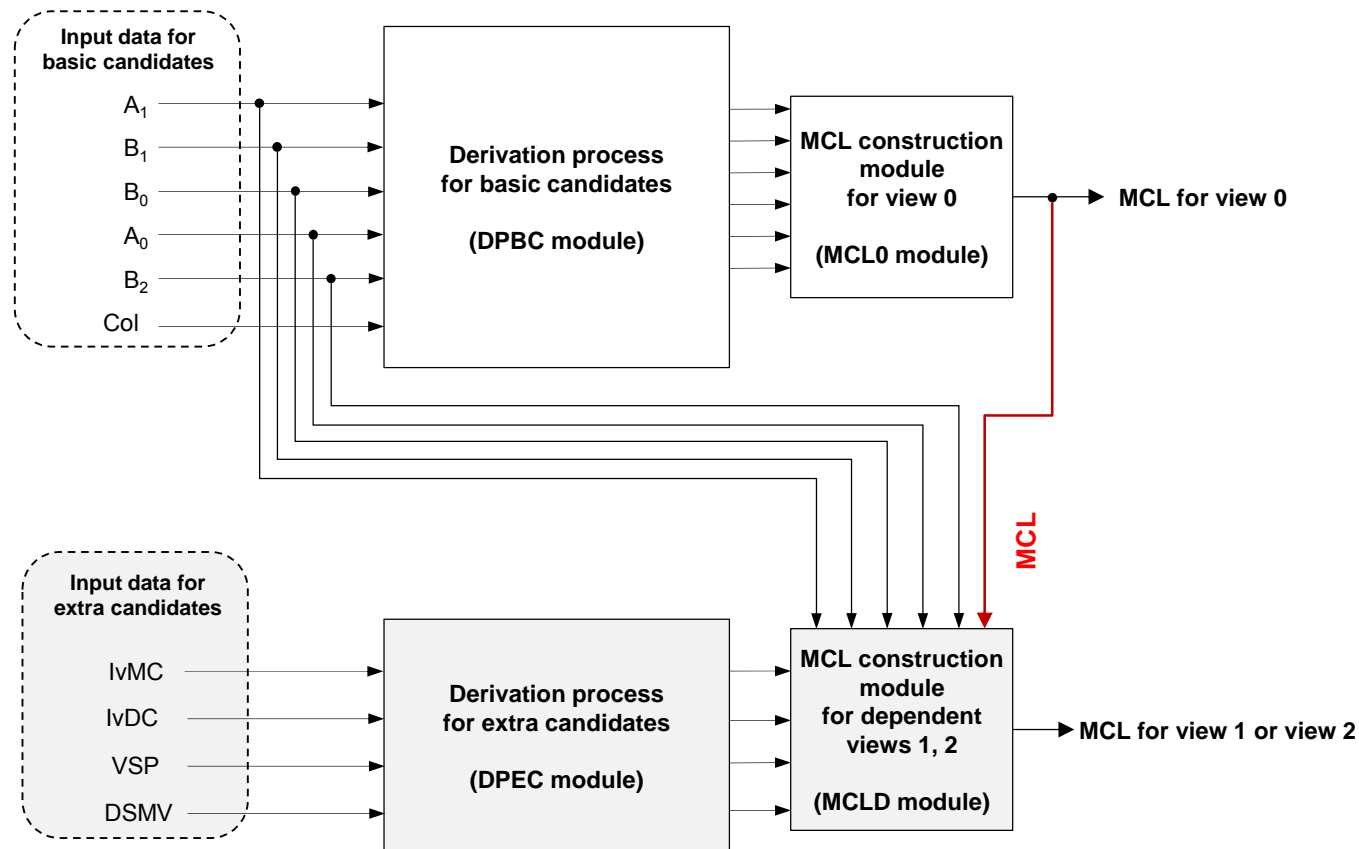 Input data for
basic candidates
A1
B1
B0
A0
B2
Col
Derivation process
for basic candidates
(DPBC module)
MCL construction
module
for view 0
(MCL0 module)
MCL for view 0
MCL
Input data for
extra candidates
IvMC
IvDC
VSP
DSMV
Derivation process
for extra candidates
(DPEC module)
MCL construction
module
for dependent
views 1, 2
(MCLD module)
MCL for view 1 or view 2